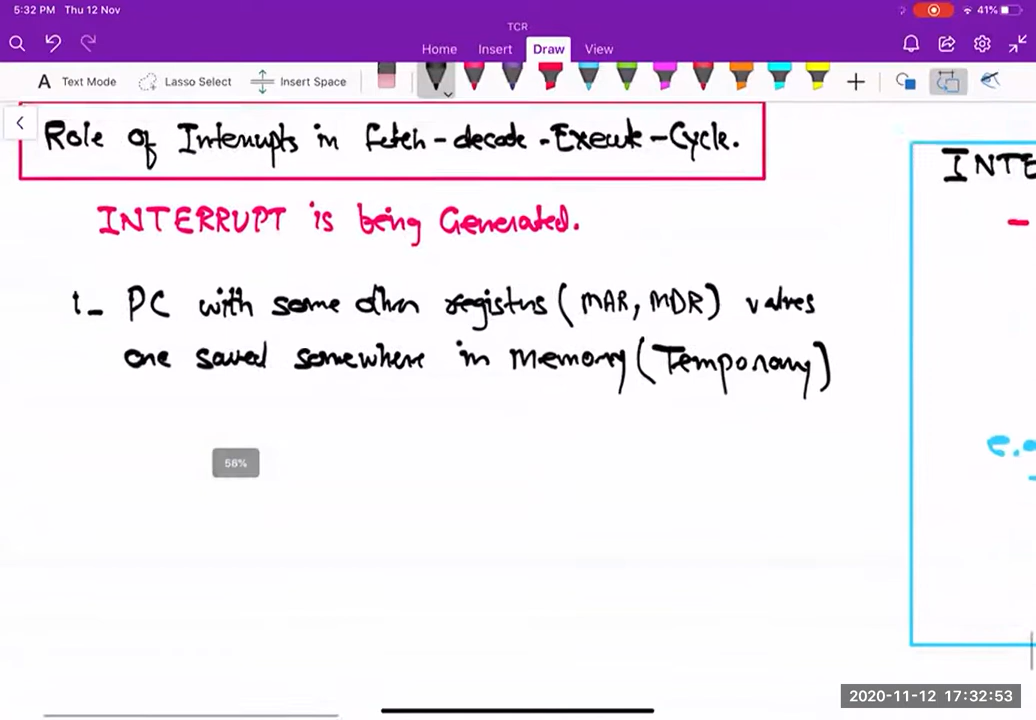 5:32 PM Thu 12 Nov
41%
TCR
Home Insert Draw View
Text Mode Lasso Select Insert Space
Role of Interrupts in Fetch-decode-Execute-Cycle.
INTERRUPT is being Generated.
1- PC with some other registers (MAR, MDR) values
are saved somewhere in memory (Temporary)
56%
INTE
-
e.g
2020-11-12 17:32:53